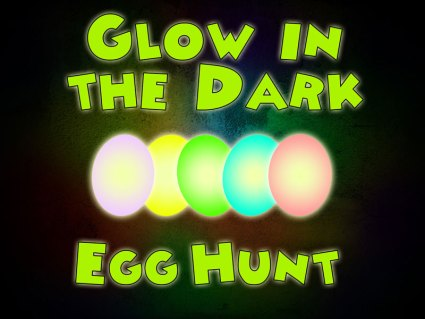 Glow in
the Dark
Egg Hunt